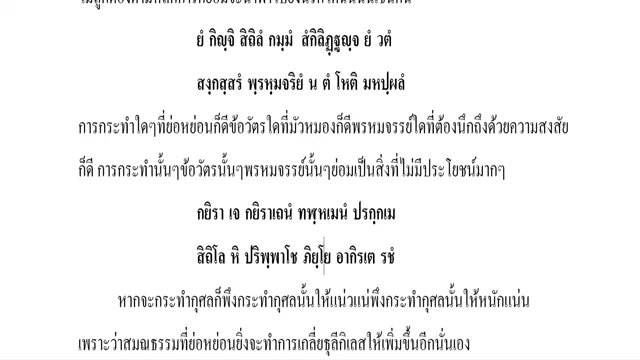 ยํ กิญฺจิ สิถิลํ กมฺมํ สํกิลิฏฺฐญฺจ ยํ วตํ
สงฺกสฺสรํ พฺรหฺมจริยํ น ตํ โหติ มหปฺผลํ
การกระทำใดๆที่ย่อหย่อนก็ดีข้อวัตรใดที่มัวหมองก็ดีพรหมจรรย์ใดที่ต้องนึกถึงด้วยความสงสัย
ก็ดี การกระทำนั้นๆข้อวัตรนั้นๆพรหมจรรย์นั้นๆย่อมเป็นสิ่งที่ไม่มีประโยชน์มากๆ
กยิรา เจ กยิราเถนํ ทฬฺหเมนํ ปรกฺกเม
สิถิโล หิ ปริพฺพาโช ภิยฺโย อากิรเต รชํ
หากจะกระทำกุศลก็พึงกระทำกุศลนั้นให้แน่วแน่พึงกระทำกุศลนั้นให้หนักแน่น
เพราะว่าสมณธรรมที่ย่อหย่อนยิ่งจะทำการเกลี่ยธุลีกิเลสให้เพิ่มขึ้นอีกนั่นเอง